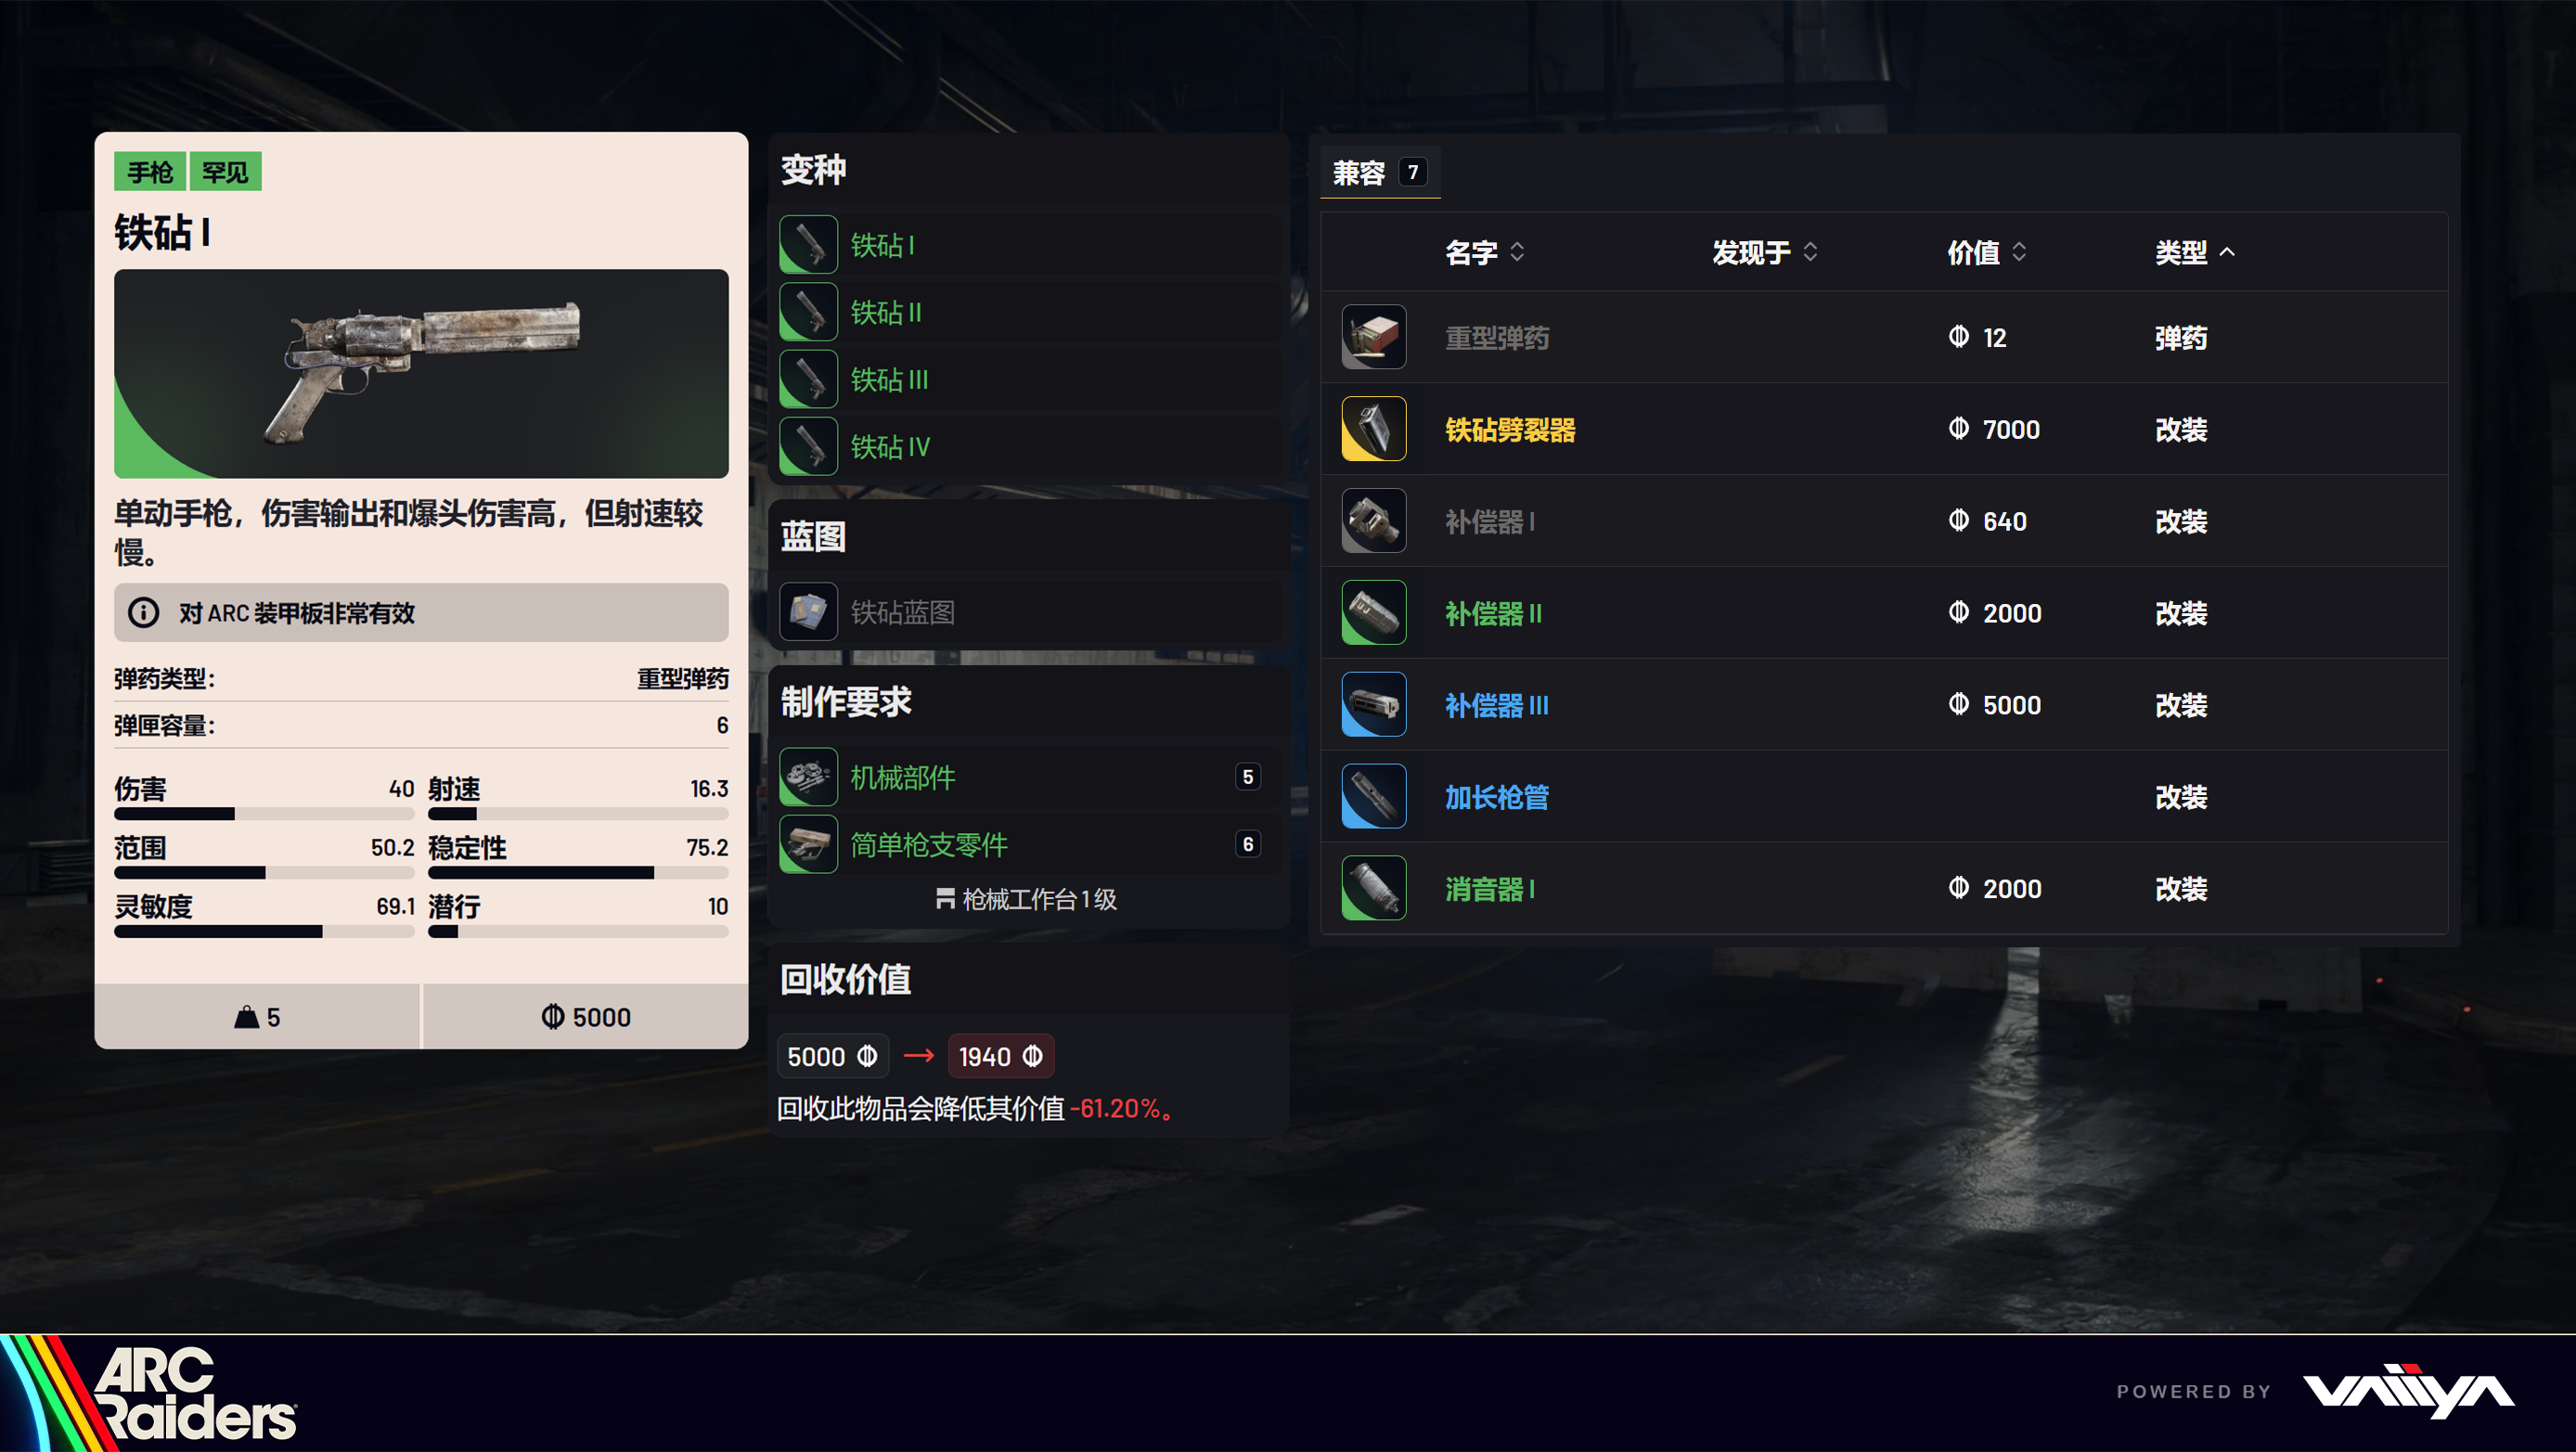 手枪 罕见
铁砧 I
单动手枪，伤害输出和爆头伤害高，但射速较
慢。
对 ARC 装甲板非常有效
弹药类型： 重型弹药
弹匣容量： 6
伤害 40 射速 16.3
范围 50.2 稳定性 75.2
灵敏度 69.1 潜行 10
5 5000
变种
铁砧 I
铁砧 II
铁砧 III
铁砧 IV
蓝图
铁砧蓝图
制作要求
机械部件 5
简单枪支零件 6
枪械工作台 1 级
回收价值
5000 → 1940
回收此物品会降低其价值 -61.20%。
兼容 7
名字 发现于 价值 类型
重型弹药 12 弹药
铁砧劈裂器 7000 改装
补偿器 I 640 改装
补偿器 II 2000 改装
补偿器 III 5000 改装
加长枪管 改装
消音器 I 2000 改装
ARC
Raiders
POWERED BY VAIIYA